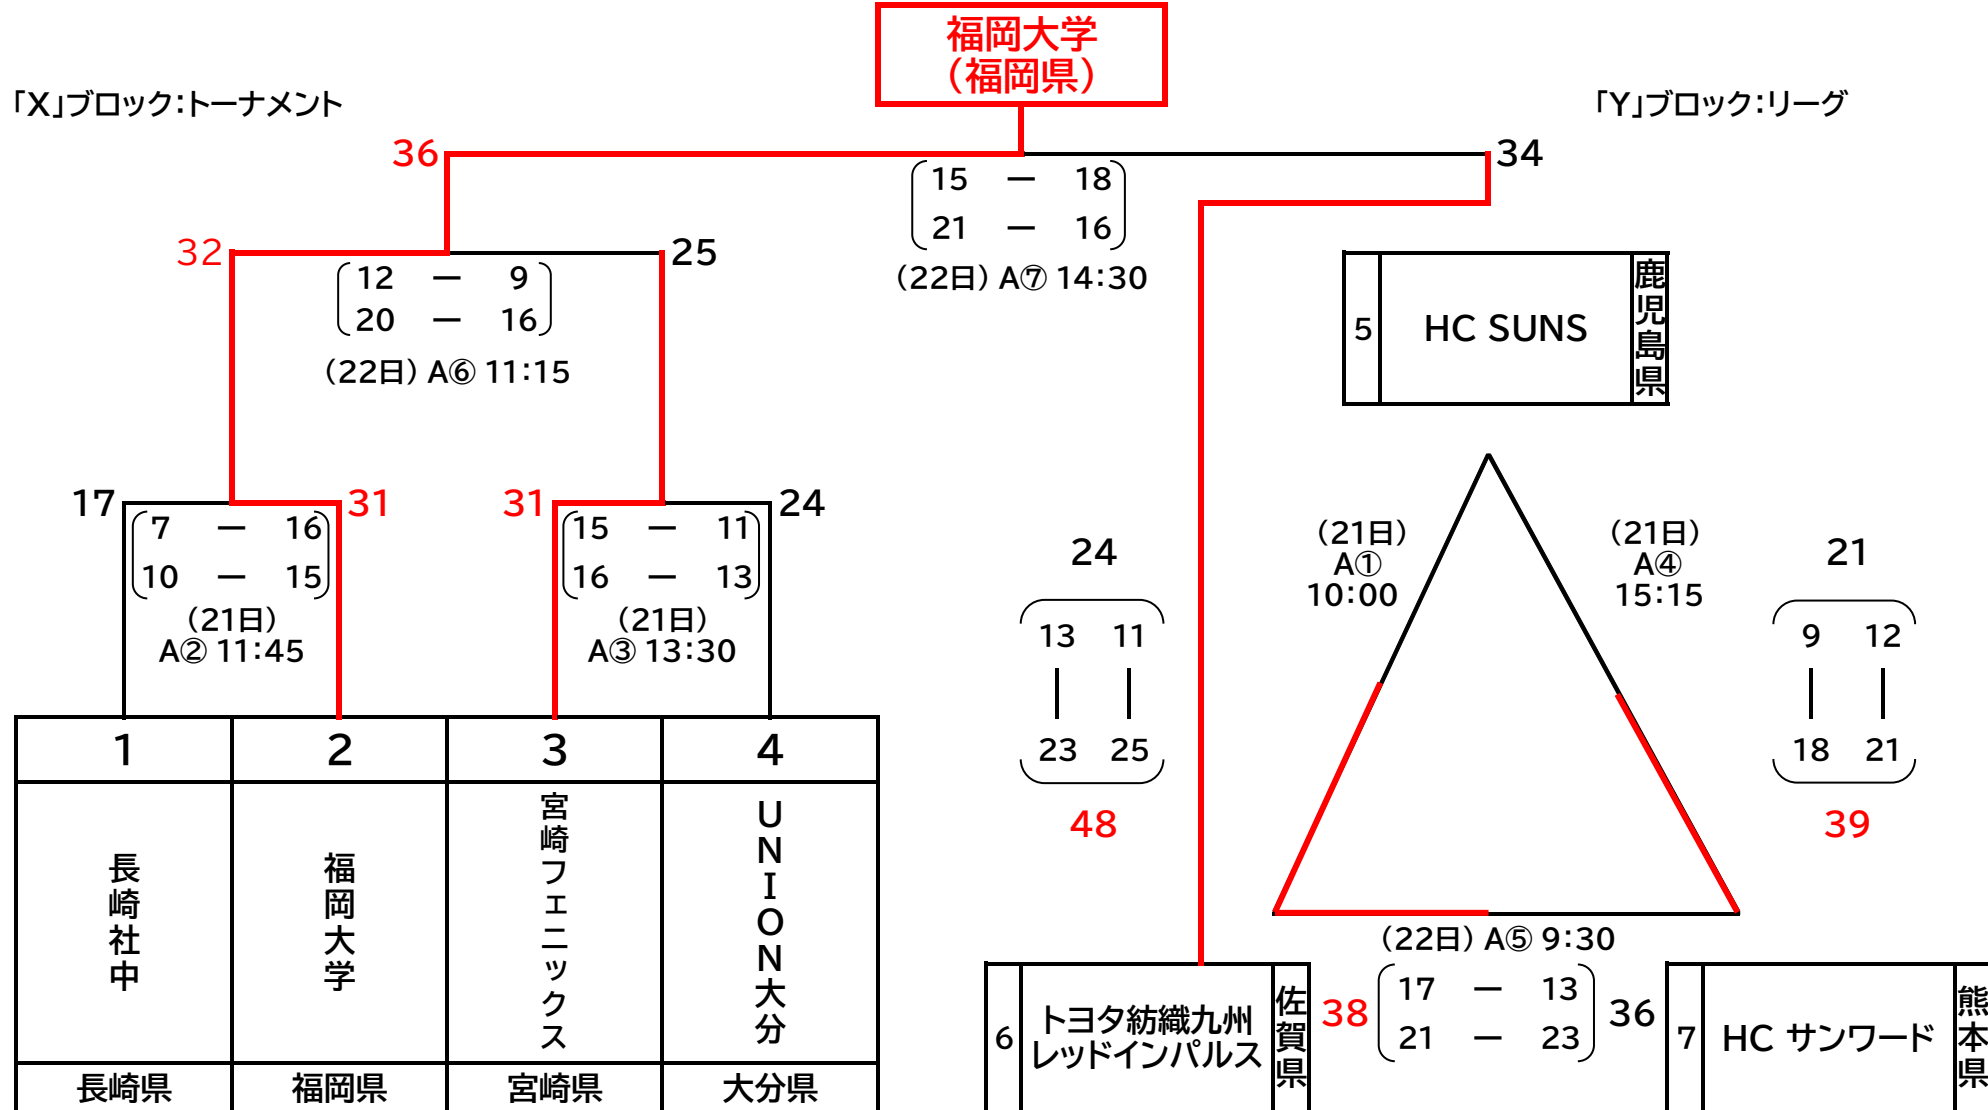 福岡大学
（福岡県）
「X」ブロック：トーナメント
「Y」ブロック：リーグ
36
34
15 ー 18
21 ー 16
（22日）A⑦ 14：30
32
25
12 ー 9
20 ー 16
（22日）A⑥ 11：15
17
31
7 ー 16
10 ー 15
（21日）
A② 11：45
31
24
15 ー 11
16 ー 13
（21日）
A③ 13：30
1
2
3
4
長崎社中
福岡大学
宮崎フェニックス
UNION大分
長崎県
福岡県
宮崎県
大分県
5
HC SUNS
鹿児島県
24
13 11
| |
23 25
48
（21日）
A①
10：00
（21日）
A④
15：15
21
9 12
| |
18 21
39
（22日）A⑤ 9：30
38
17 ー 13
21 ー 23
36
6
トヨタ紡織九州
レッドインパルス
佐賀県
7
HC サンワード
熊本県